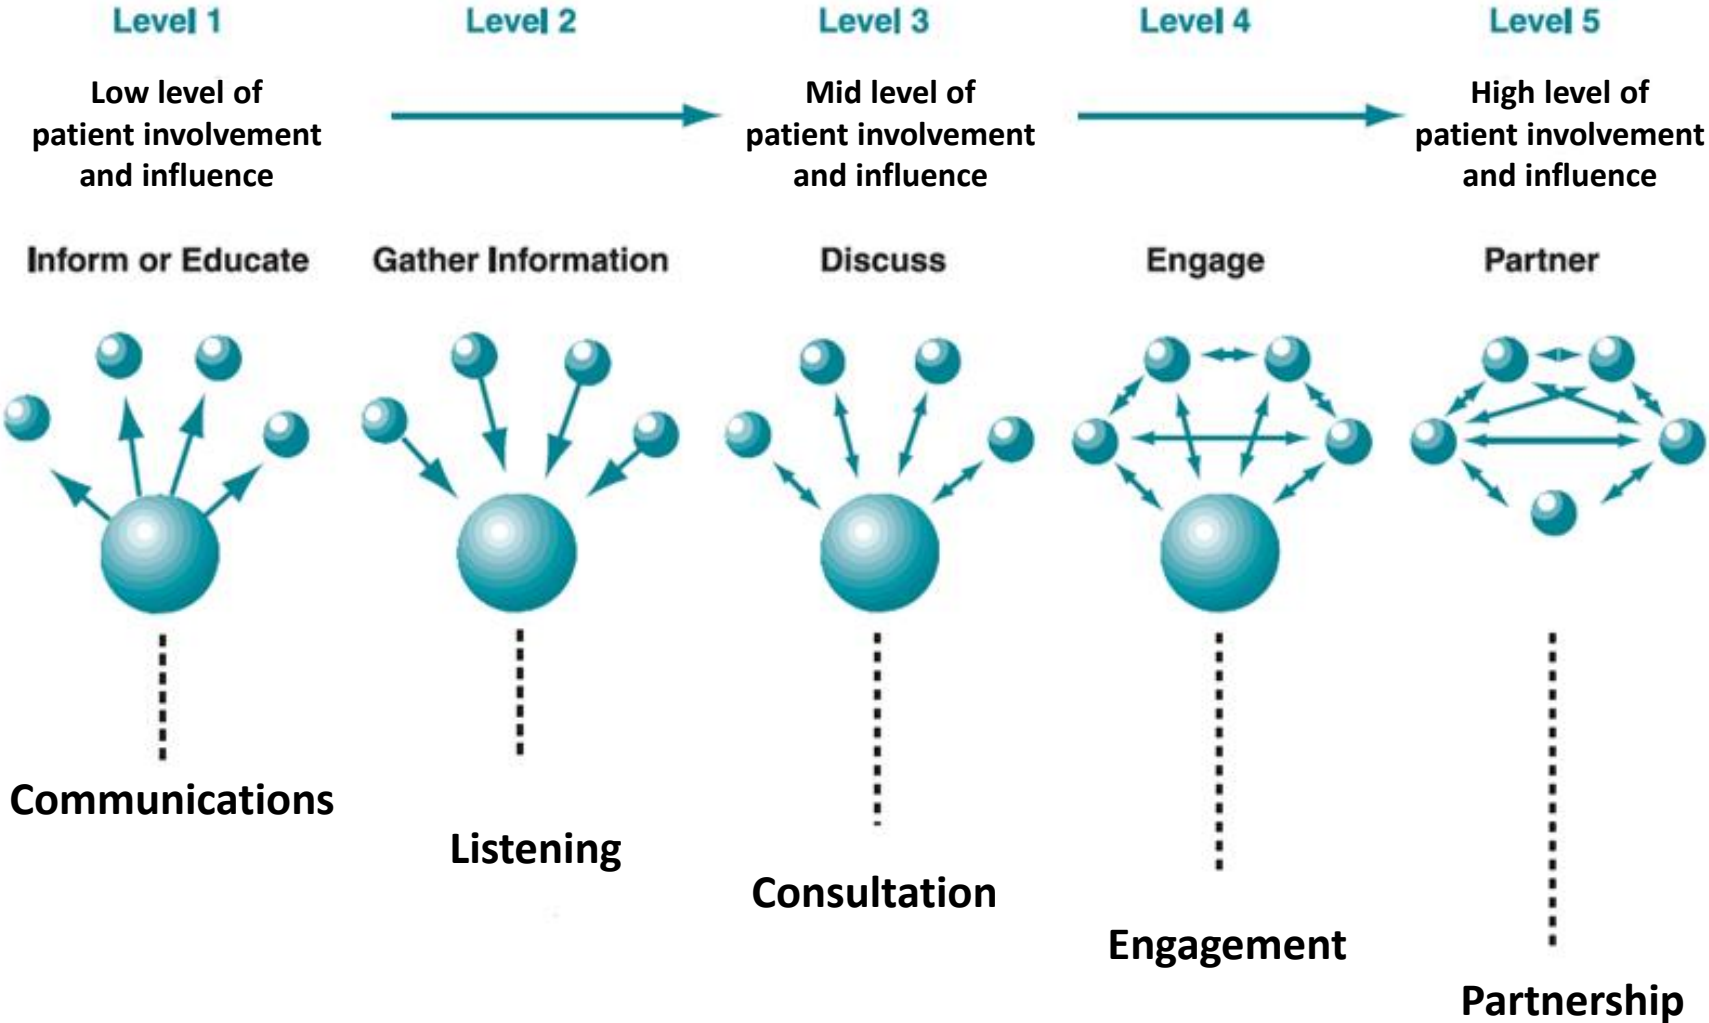 Level 1
Level 2
Level 3
Level 4
Level 5
Low level of
patient involvement
and influence
Mid level of
patient involvement
and influence
High level of
patient involvement
and influence
Inform or Educate
Gather Information
Discuss
Engage
Partner
Communications
Listening
Consultation
Engagement
Partnership